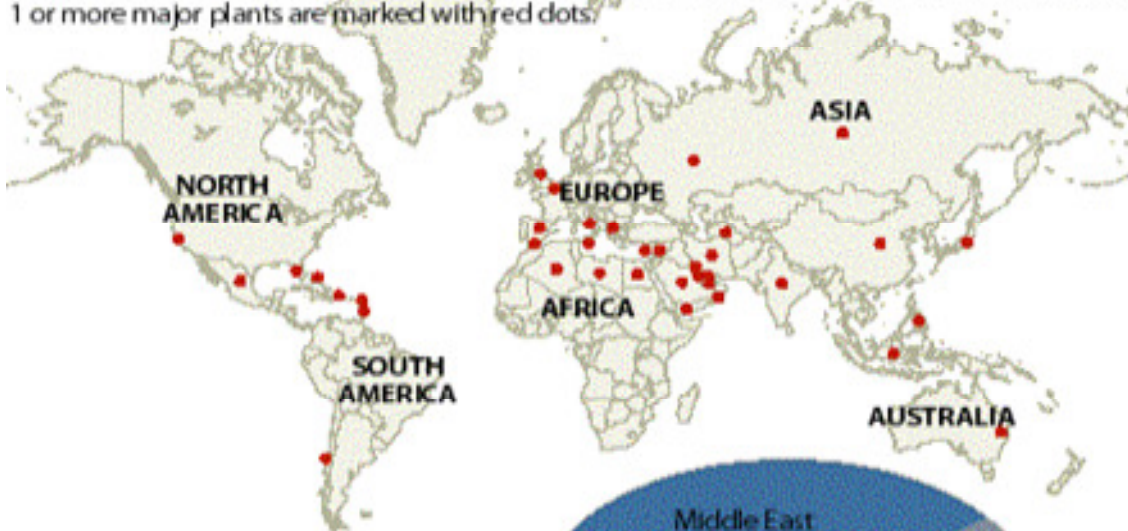 1 or more major plants are marked with red dots.
ASIA
EUROPE
NORTH
AMERICA
AFRICA
SOUTH
AMERICA
AUSTRALIA
Middle East